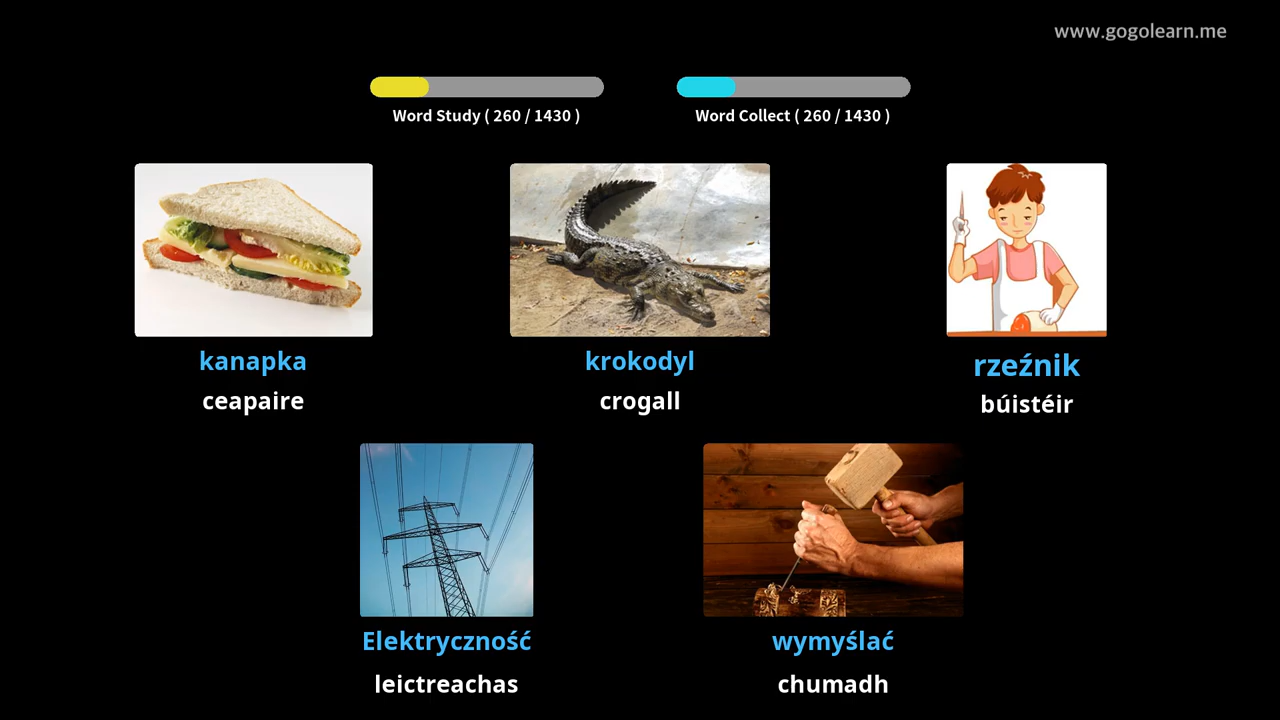 www.gogolearn.me
Word Study ( 260 / 1430 )
Word Collect ( 260 / 1430 )
kanapka
ceapaire
krokodyl
crogall
rzeźnik
búistéir
Elektryczność
leictreachas
wymyślać
chumadh